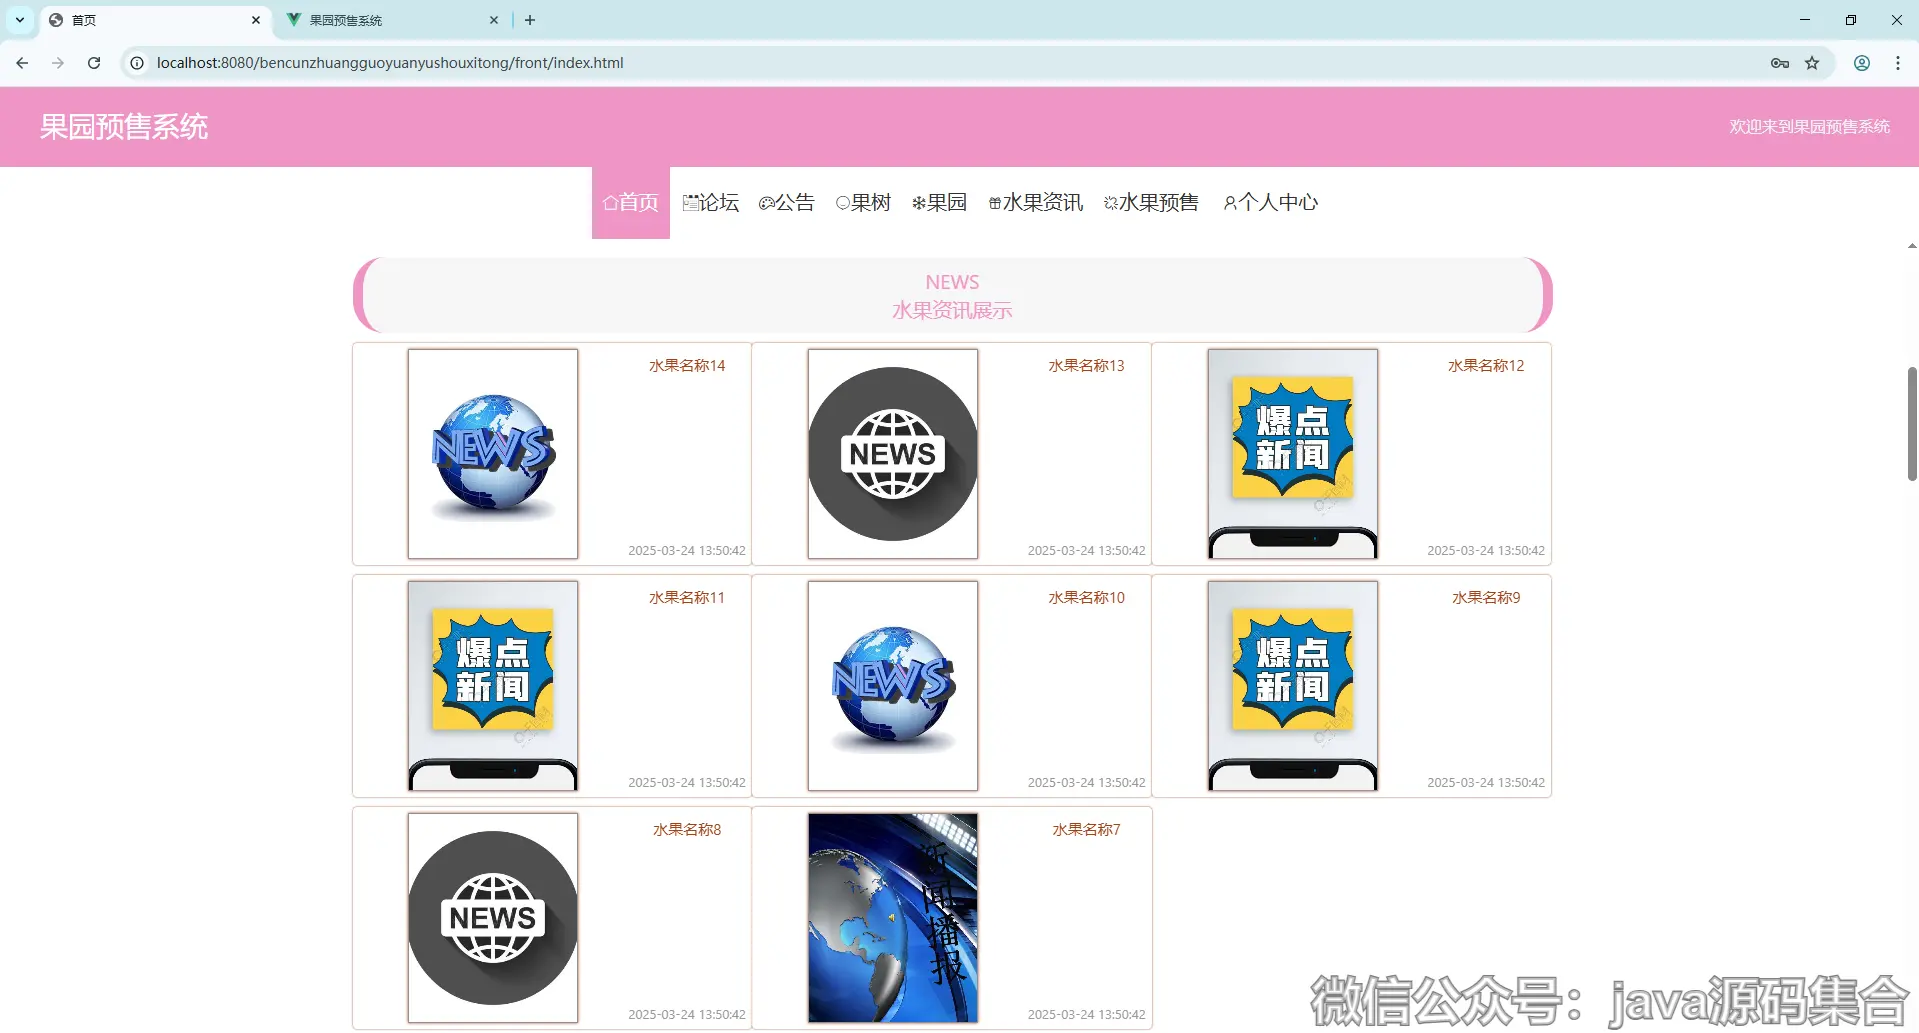 首页
果园预售系统
localhost:8080/bencunzhuangguoyuanyushouxitong/front/index.html
果园预售系统
欢迎来到果园预售系统
首页 论坛 公告 果树 果园 水果资讯 水果预售 个人中心
NEWS
水果资讯展示
水果名称14
NEWS
2025-03-24 13:50:42
水果名称13
NEWS
2025-03-24 13:50:42
水果名称12
爆点
新闻
2025-03-24 13:50:42
水果名称11
爆点
新闻
2025-03-24 13:50:42
水果名称10
NEWS
2025-03-24 13:50:42
水果名称9
爆点
新闻
2025-03-24 13:50:42
水果名称8
NEWS
2025-03-24 13:50:42
水果名称7
新闻播报
2025-03-24 13:50:42
微信公众号：java源码集合